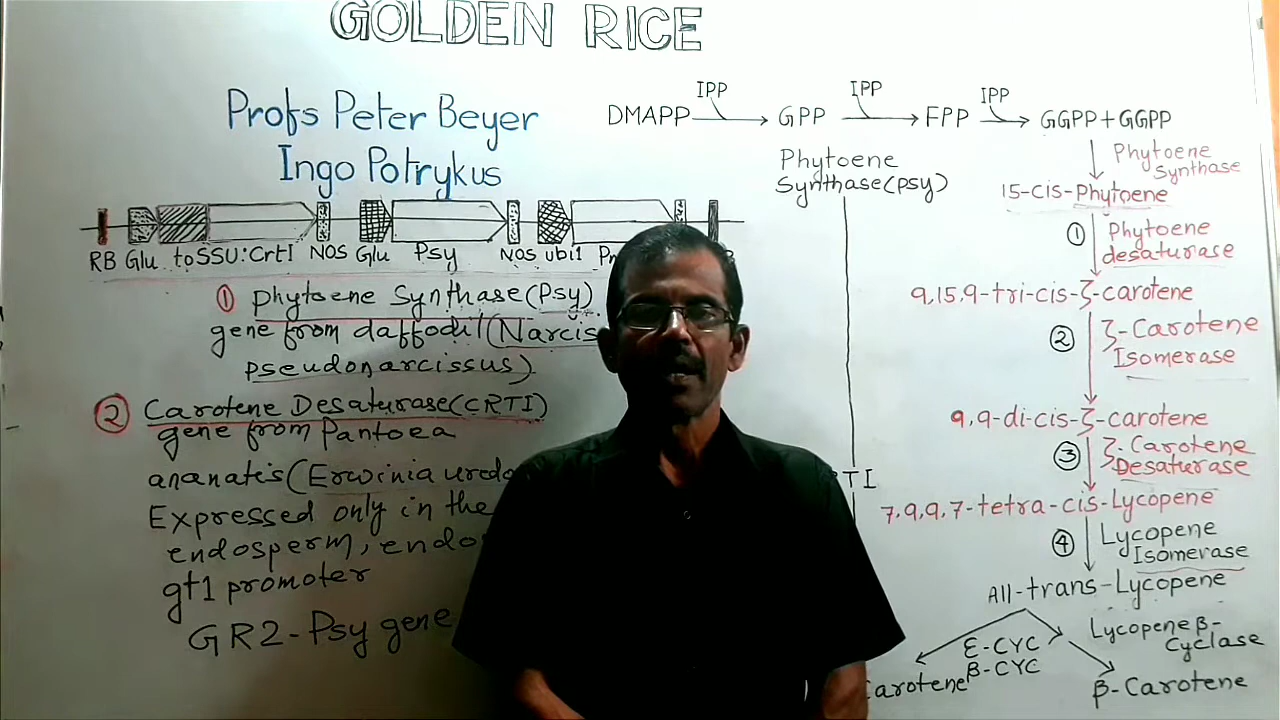 GOLDEN RICE
Profs Peter Beyer
Ingo Potrykus
RB Glu toSSU:CrtI NOS Glu Psy NOS ubi1
① phytoene Synthase(Psy)
gene from daffodil(Narcis
pseudonarcissus)
② Carotene Desaturase(CRTI)
gene from Pantoea
ananatis(Erwinia uredo
Expressed only in the
endosperm, endos
gt1 promoter
GR2-Psy gene
IPP IPP IPP
DMAPP → GPP → FPP → GGPP+GGPP
Phytoene
Synthase(psy)
TI
Phytoene
Synthase
15-cis-Phytoene
① Phytoene
desaturase
9,15,9-tri-cis-ζ-carotene
② ζ-Carotene
Isomerase
9,9-di-cis-ζ-carotene
③ ζ-Carotene
Desaturase
7,9,9,7-tetra-cis-Lycopene
④ Lycopene
Isomerase
All-trans-Lycopene
Ɛ-CYC
β-CYC
Lycopene β-
Cyclase
Carotene
β-Carotene